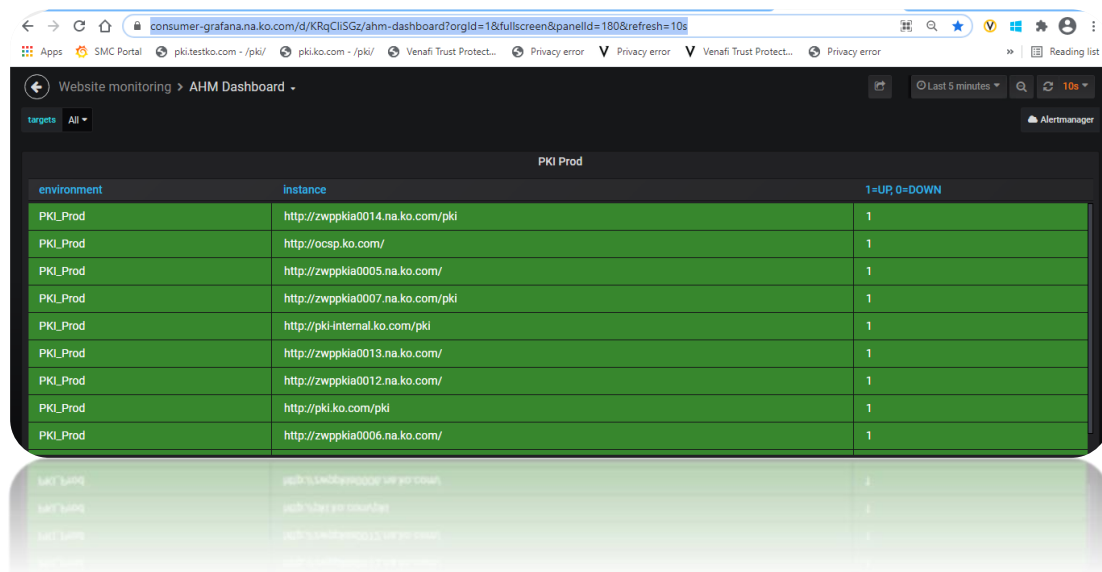 consumer-grafana.na.ko.com/d/KRqCliSGz/ahm-dashboard?orgId=1&fullscreen&panelId=180&refresh=10s
Apps SMC Portal pki.testko.com - /pki/ pki.ko.com - /pki/ Venafi Trust Protect... Privacy error Privacy error Venafi Trust Protect... Privacy error » Reading list
Website monitoring > AHM Dashboard Last 5 minutes 10s
targets All Alertmanager
PKI Prod
environment instance 1=UP, 0=DOWN
PKI_Prod http://zwppkia0014.na.ko.com/pki 1
PKI_Prod http://ocsp.ko.com/ 1
PKI_Prod http://zwppkia0005.na.ko.com/ 1
PKI_Prod http://zwppkia0007.na.ko.com/pki 1
PKI_Prod http://pki-internal.ko.com/pki 1
PKI_Prod http://zwppkia0013.na.ko.com/ 1
PKI_Prod http://zwppkia0012.na.ko.com/ 1
PKI_Prod http://pki.ko.com/pki 1
PKI_Prod http://zwppkia0006.na.ko.com/ 1